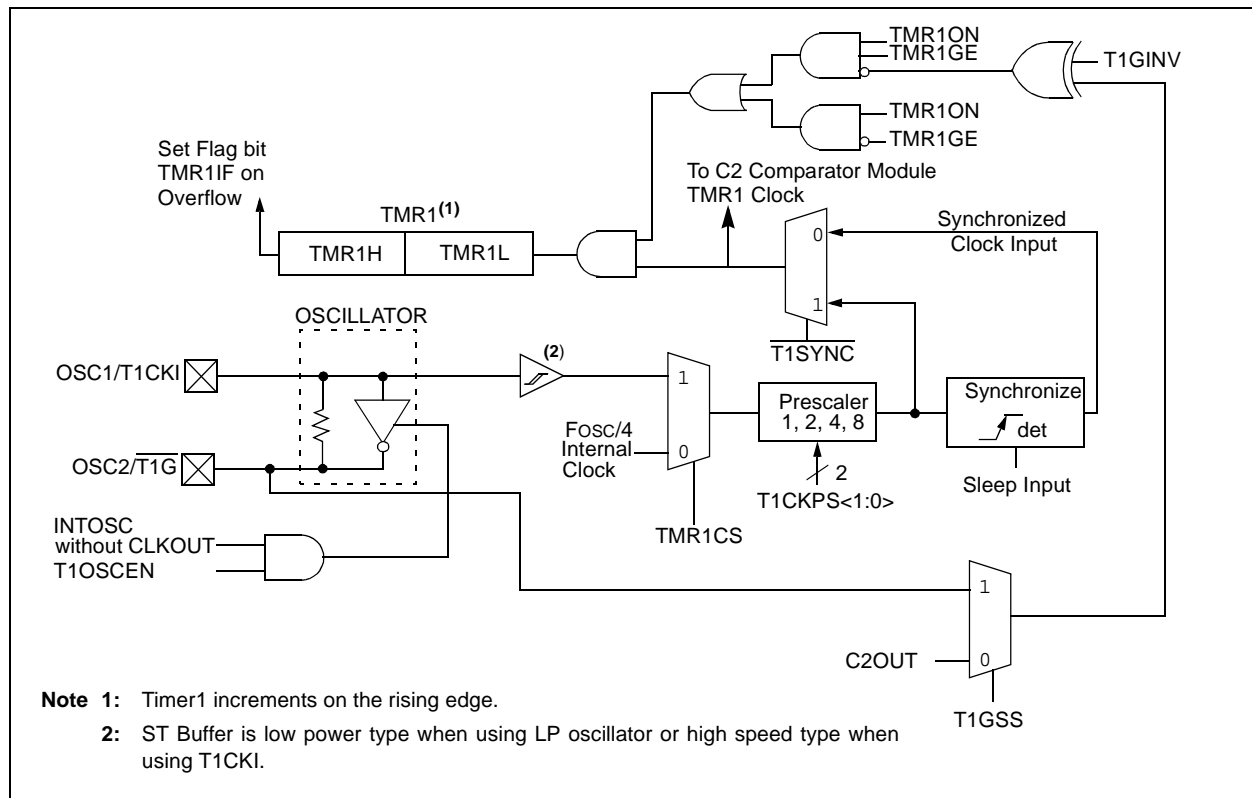 TMR1ON
TMR1GE
T1GINV
TMR1ON
TMR1GE
Set Flag bit
TMR1IF on
Overflow
To C2 Comparator Module
TMR1 Clock
TMR1(1)
TMR1H
TMR1L
0
1
Synchronized
Clock Input
T1SYNC
OSCILLATOR
(2)
OSC1/T1CKI
1
0
FOSC/4
Internal
Clock
Prescaler
1, 2, 4, 8
Synchronize
det
OSC2/T1G
2
T1CKPS<1:0>
Sleep Input
TMR1CS
INTOSC
without CLKOUT
T1OSCEN
1
0
C2OUT
T1GSS
Note 1: Timer1 increments on the rising edge.
2: ST Buffer is low power type when using LP oscillator or high speed type when
using T1CKI.